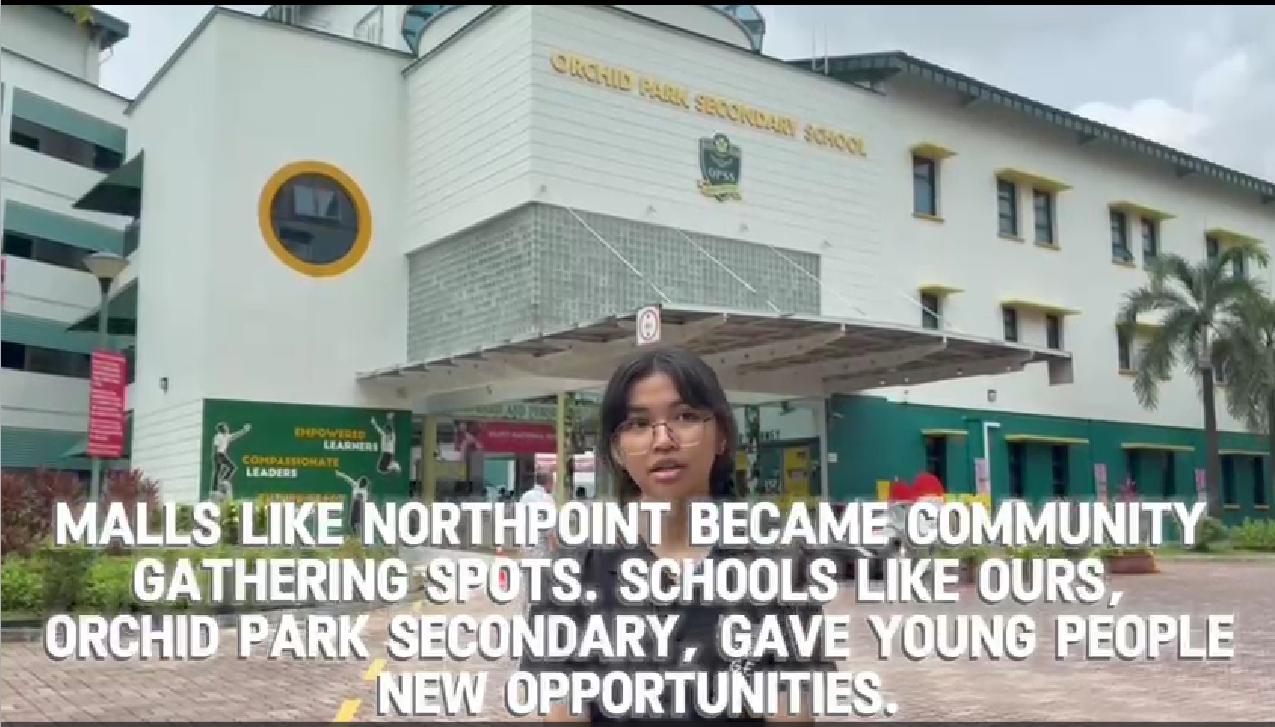 ORCHID PARK SECONDARY SCHOOL
OPSS
EMPOWERED
LEARNERS
COMPASSIONATE
LEADERS
MALLS LIKE NORTHPOINT BECAME COMMUNITY
GATHERING SPOTS. SCHOOLS LIKE OURS,
ORCHID PARK SECONDARY, GAVE YOUNG PEOPLE
NEW OPPORTUNITIES.